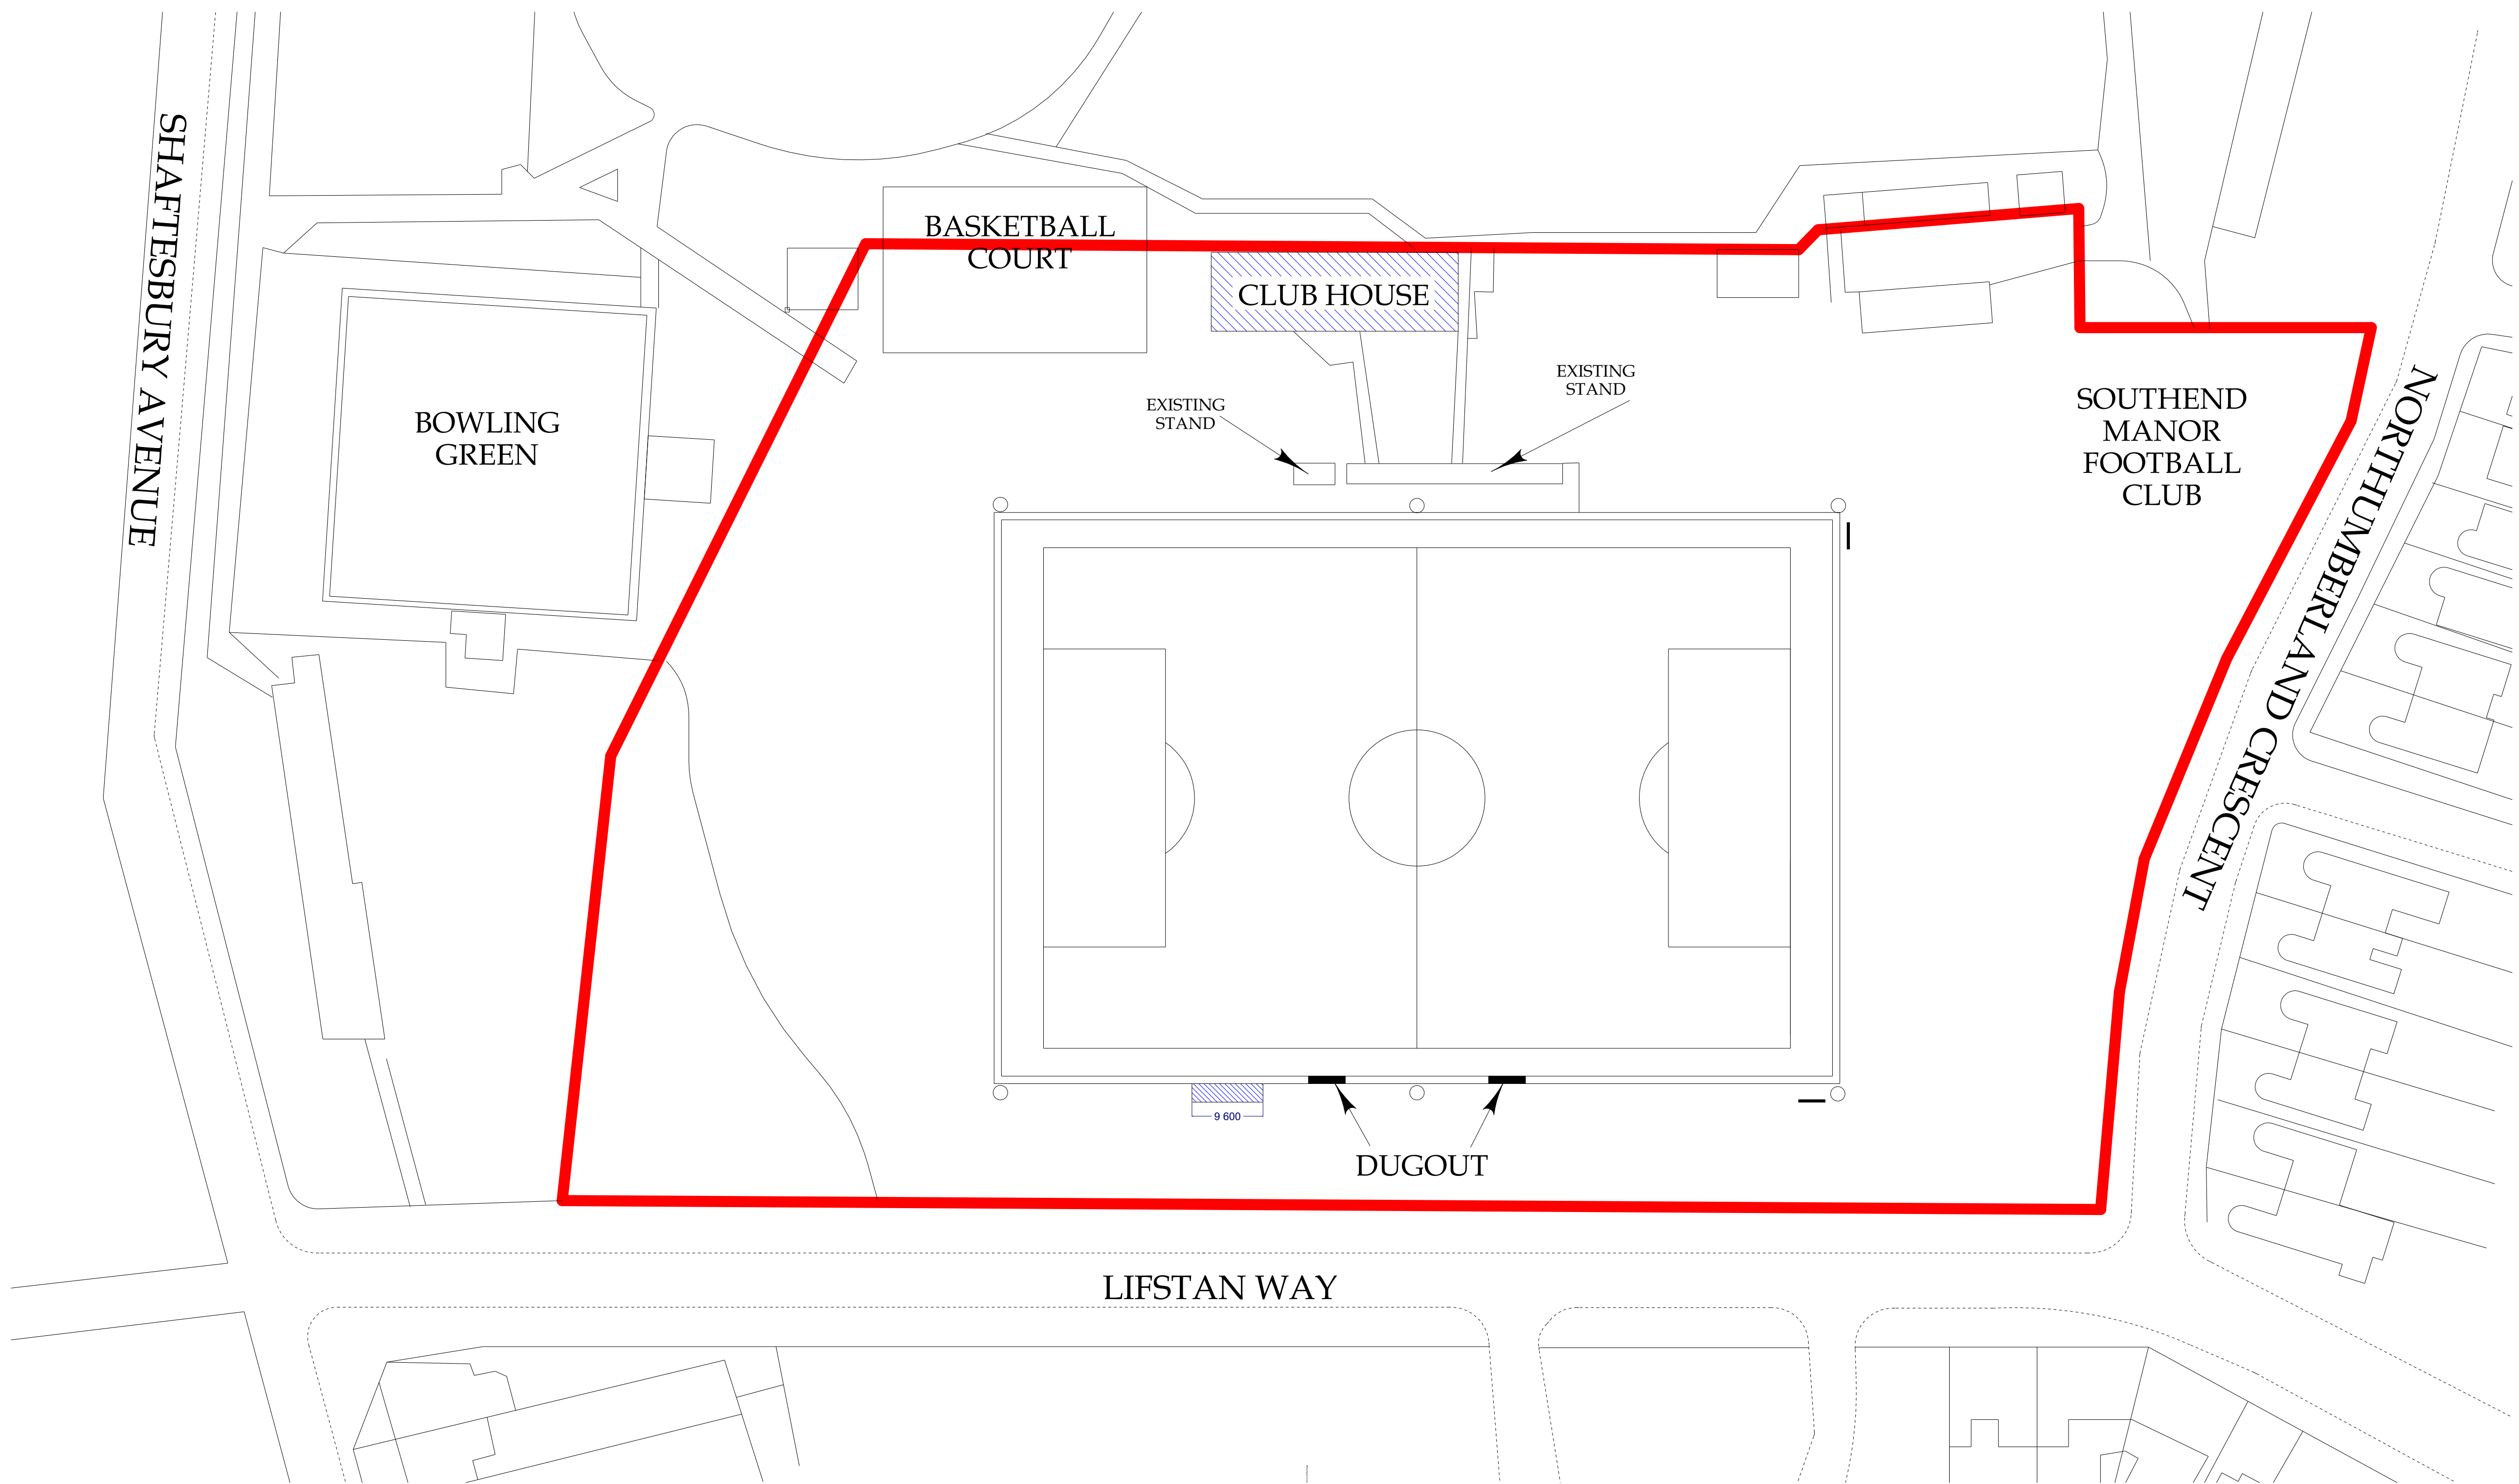 SHAFTESBURY AVENUE
BASKETBALL
COURT
CLUB HOUSE
EXISTING
STAND
EXISTING
STAND
BOWLING
GREEN
SOUTHEND
MANOR
FOOTBALL
CLUB
NORTHUMBERLAND CRESCENT
9 600
DUGOUT
LIFSTAN WAY